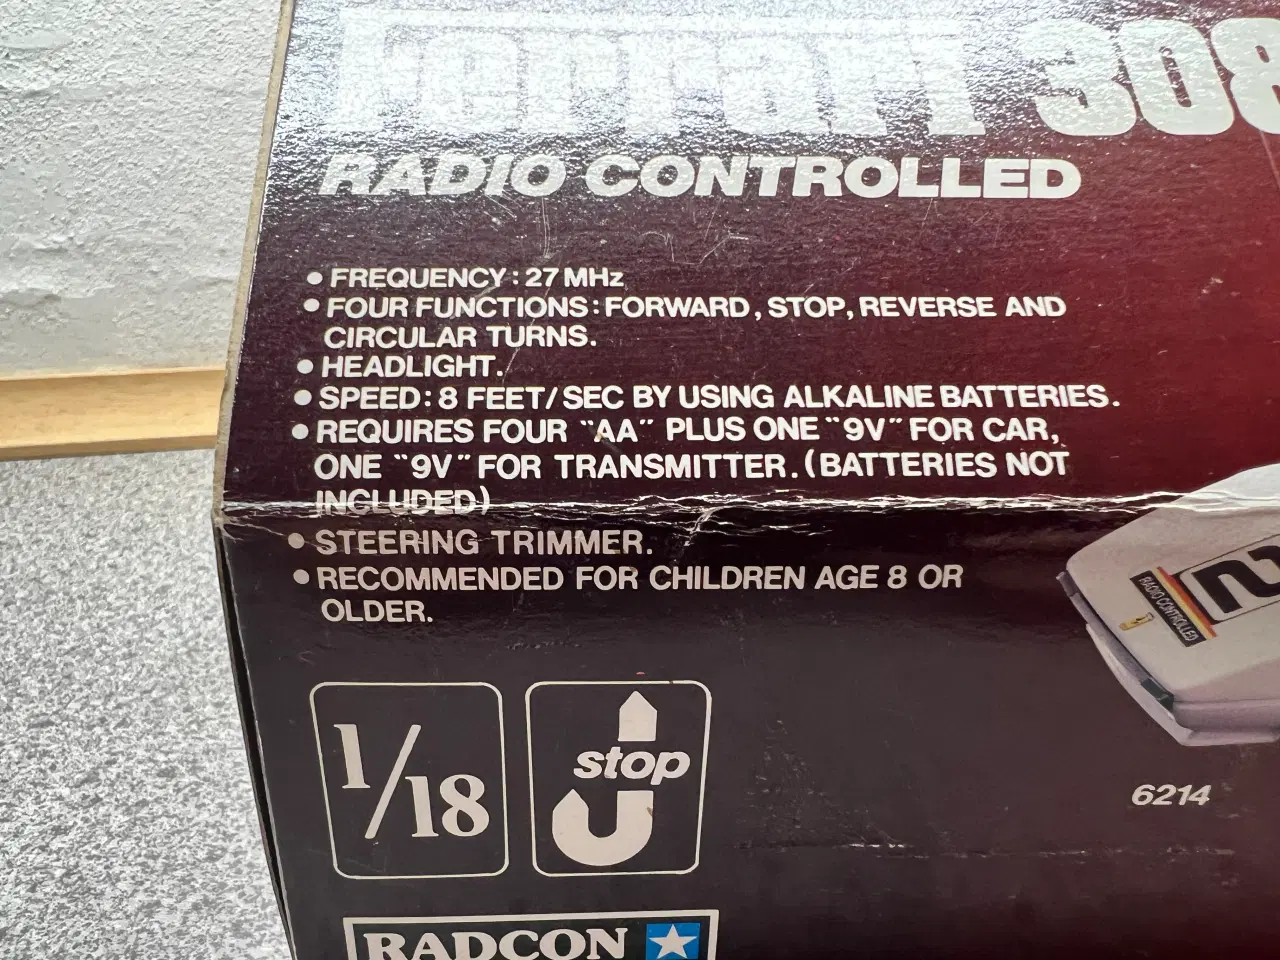 Ferrari 308
RADIO CONTROLLED
• FREQUENCY: 27 MHz
• FOUR FUNCTIONS: FORWARD, STOP, REVERSE AND
CIRCULAR TURNS.
• HEADLIGHT.
• SPEED: 8 FEET/SEC BY USING ALKALINE BATTERIES.
• REQUIRES FOUR "AA" PLUS ONE "9V" FOR CAR,
ONE "9V" FOR TRANSMITTER. (BATTERIES NOT
INCLUDED)
• STEERING TRIMMER.
• RECOMMENDED FOR CHILDREN AGE 8 OR
OLDER.
1/18
stop
2
RADIO CONTROLLED
6214
RADCON